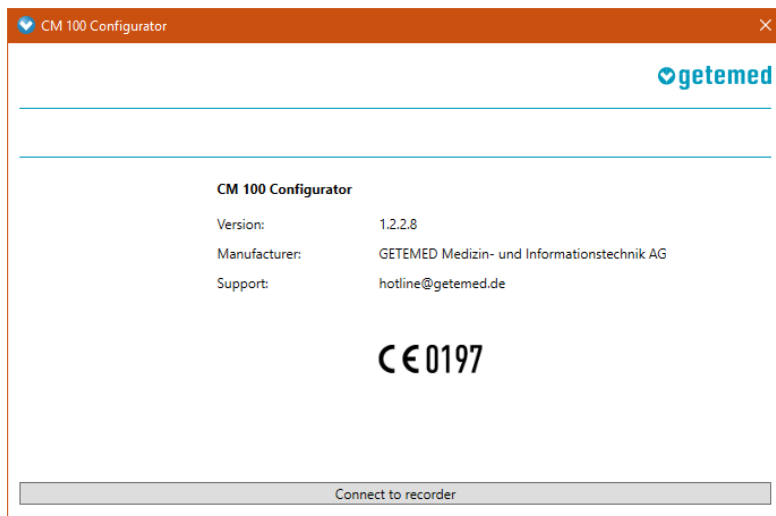 CM 100 Configurator
getemed
CM 100 Configurator
Version: 1.2.2.8
Manufacturer: GETEMED Medizin- und Informationstechnik AG
Support: hotline@getemed.de
CE 0197
Connect to recorder